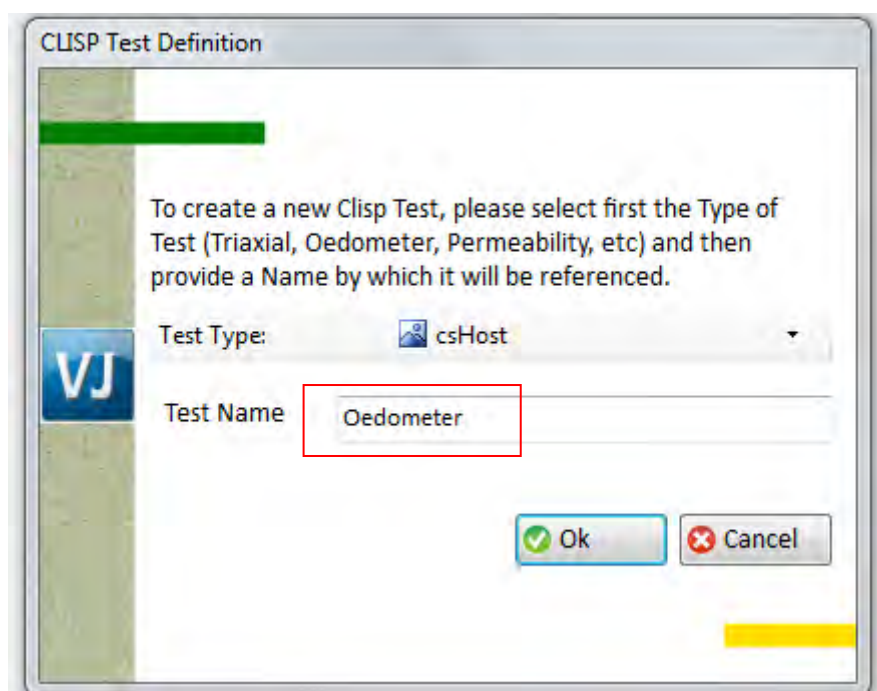 CLISP Test Definition
To create a new Clisp Test, please select first the Type of
Test (Triaxial, Oedometer, Permeability, etc) and then
provide a Name by which it will be referenced.
Test Type: csHost
VJ
Test Name Oedometer
Ok Cancel